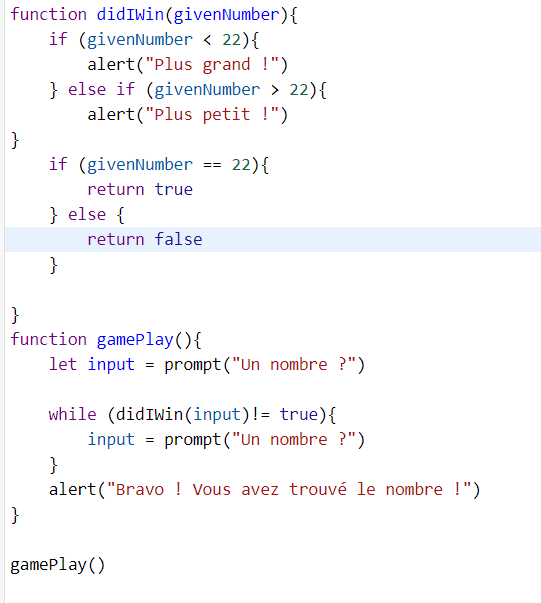 function didIWin(givenNumber){
    if (givenNumber < 22){
        alert("Plus grand !")
    } else if (givenNumber > 22){
        alert("Plus petit !")
}
    if (givenNumber == 22){
        return true
    } else {
        return false
    }

}
function gamePlay(){
    let input = prompt("Un nombre ?")

    while (didIWin(input)!= true){
        input = prompt("Un nombre ?")
    }
    alert("Bravo ! Vous avez trouvé le nombre !")
}

gamePlay()